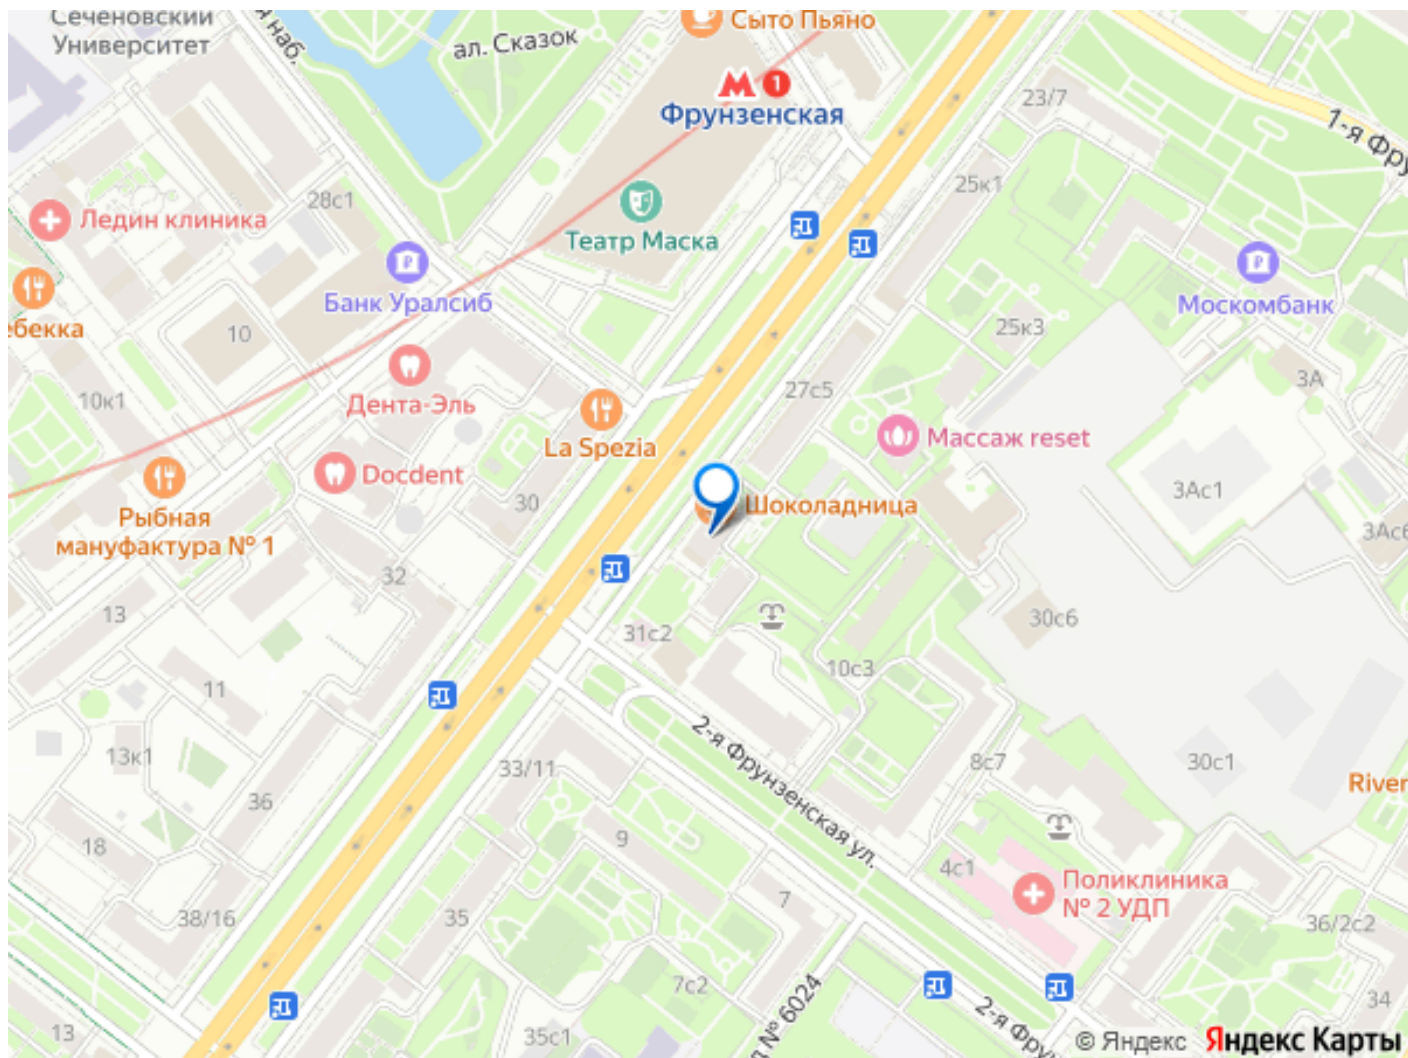 Сеченовский
Университет
я наб.
ал. Сказок
Сыто Пьяно
1
Фрунзенская
23/7
1-я Фру
28с1
25к1
Ледин клиника
Театр Маска
Банк Уралсиб
Москомбанк
ебекка
10
25к3
3А
10к1
Дента-Эль
27с5
La Spezia
Массаж reset
Docdent
3Ас1
30
Шоколадница
Рыбная
мануфактура № 1
3Ас6
32
13
31с2
30с6
10с3
11
2-я Фрунзенская ул.
13к1
33/11
8с7
30с1
River
36
18
9
4с1
Поликлиника
№ 2 УДП
7
38/16
35
36/2с2
7с2
д № 6024
34
2-я Фру
13
35с1
© Яндекс Яндекс Карты